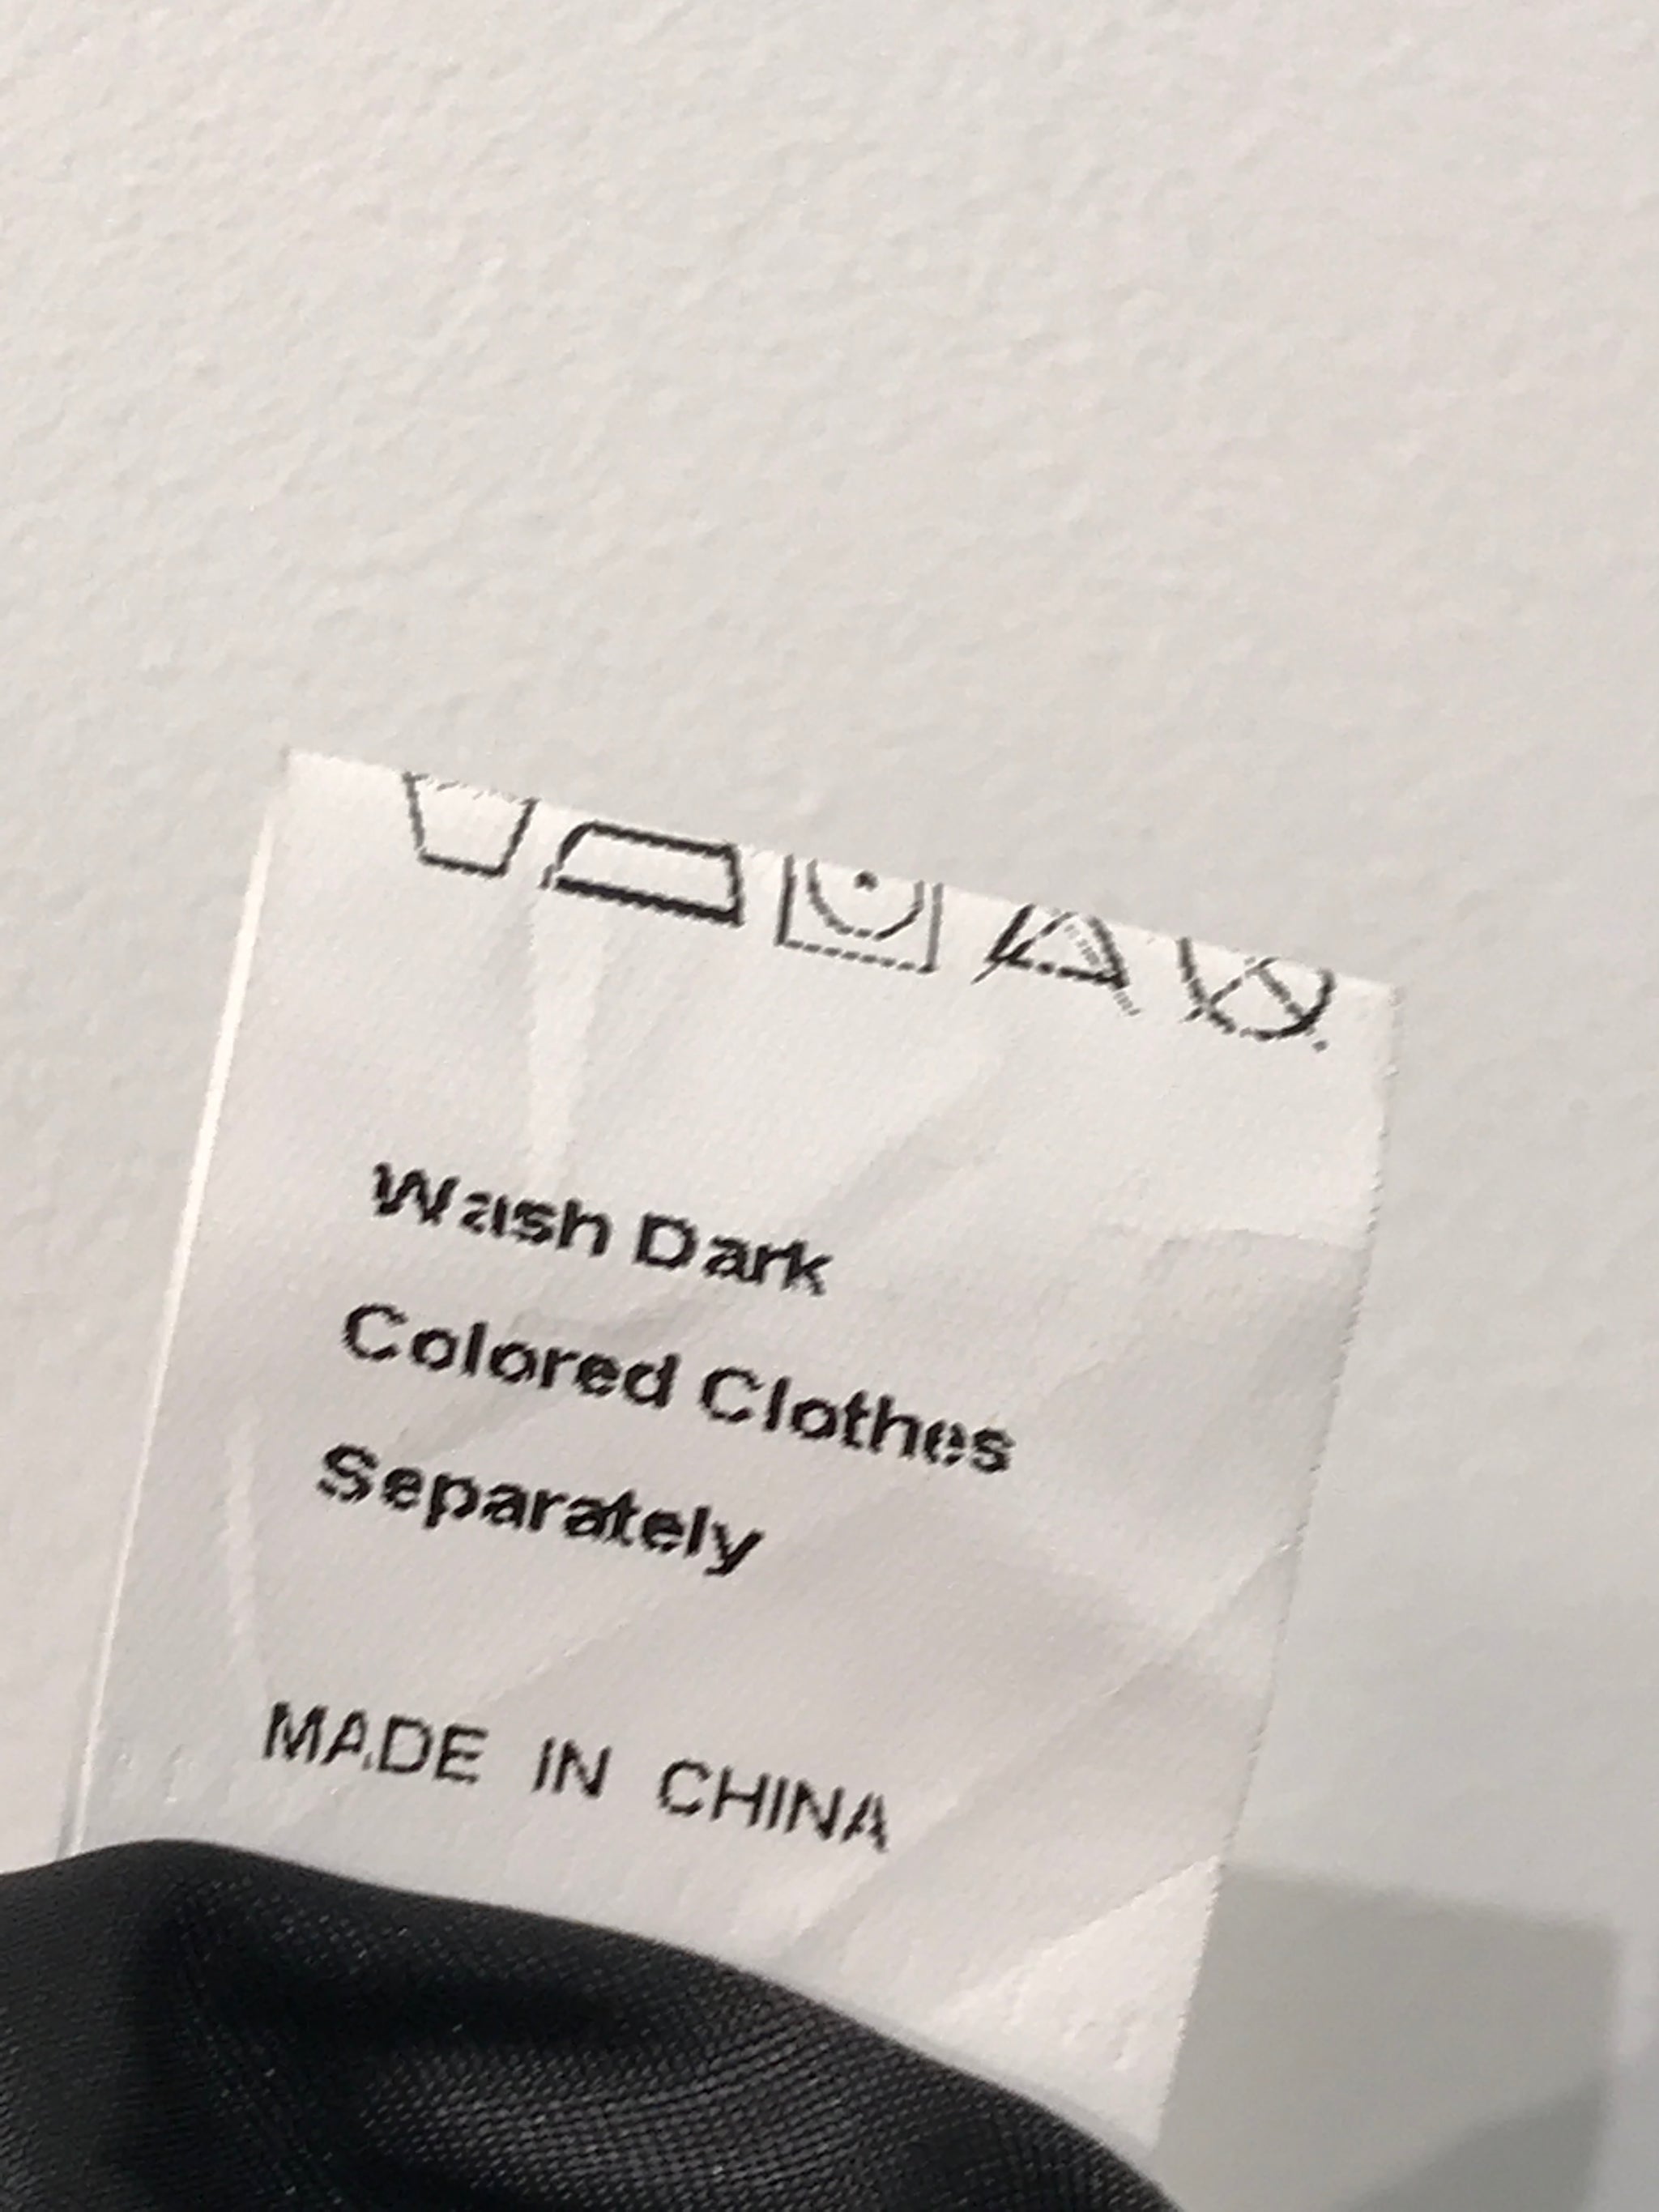 Wash Dark
Colored Clothes
Separately
MADE IN CHINA